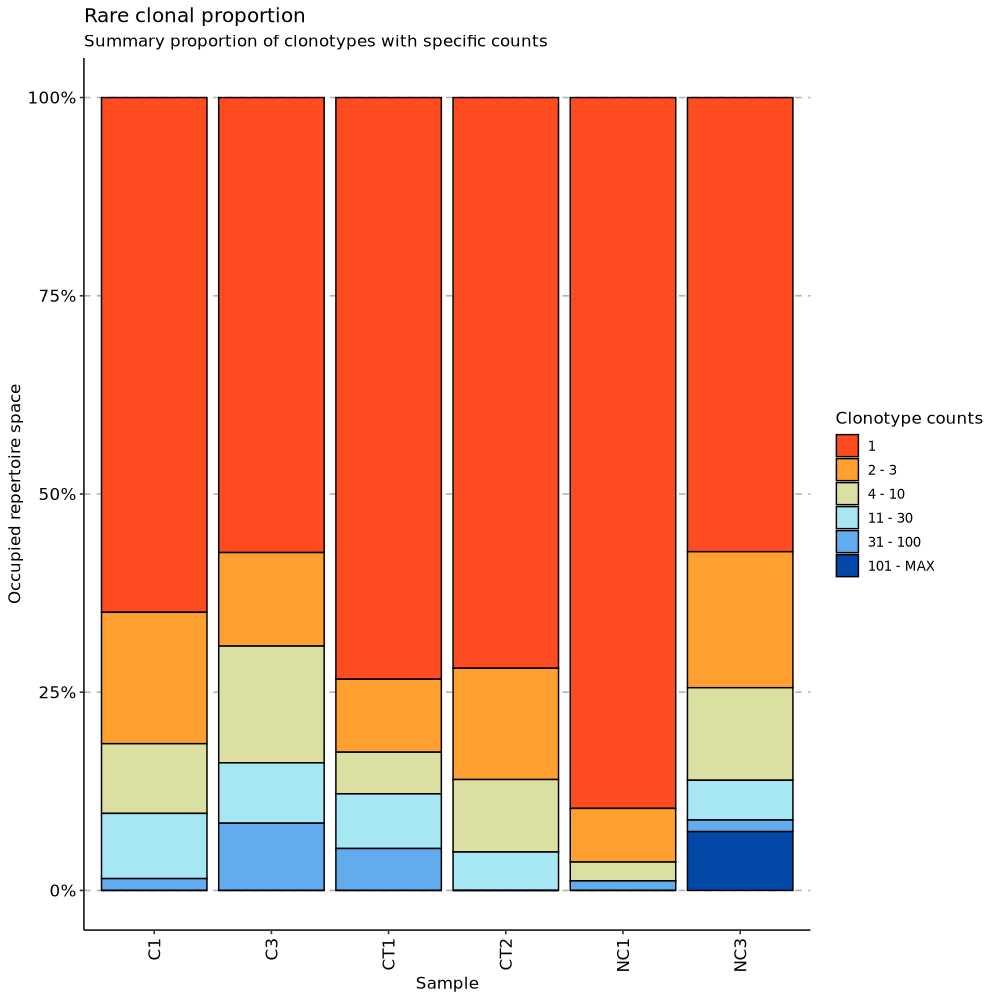 Rare clonal proportion
Summary proportion of clonotypes with specific counts
100%
75%
50%
25%
0%
Occupied repertoire space
C1
C3
CT1
CT2
NC1
NC3
Sample
Clonotype counts
1
2 - 3
4 - 10
11 - 30
31 - 100
101 - MAX